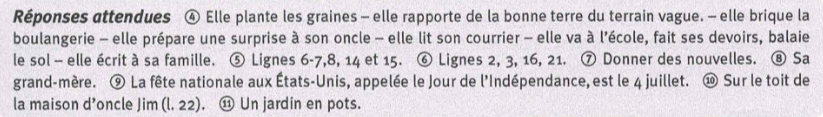 Réponses attendues ④ Elle plante les graines – elle rapporte de la bonne terre du terrain vague. – elle brique la
boulangerie – elle prépare une surprise à son oncle – elle lit son courrier – elle va à l'école, fait ses devoirs, balaie
le sol – elle écrit à sa famille. ⑤ Lignes 6-7,8, 14 et 15. ⑥ Lignes 2, 3, 16, 21. ⑦ Donner des nouvelles. ⑧ Sa
grand-mère. ⑨ La fête nationale aux États-Unis, appelée le Jour de l'Indépendance, est le 4 juillet. ⑩ Sur le toit de
la maison d'oncle Jim (l. 22). ⑪ Un jardin en pots.